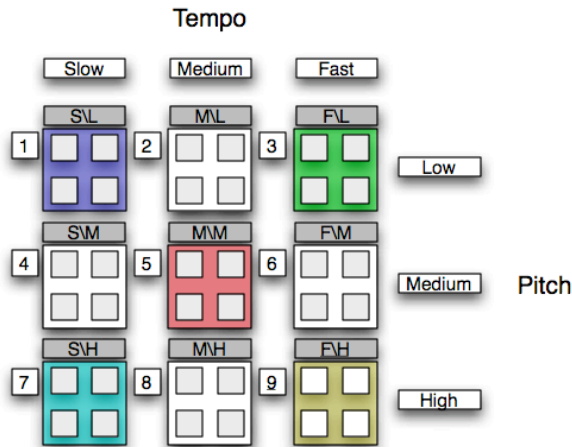 Tempo
Slow Medium Fast
S\L M\L F\L
1 2 3
Low
S\M M\M F\M
4 5 6
Medium Pitch
S\H M\H F\H
7 8 9
High